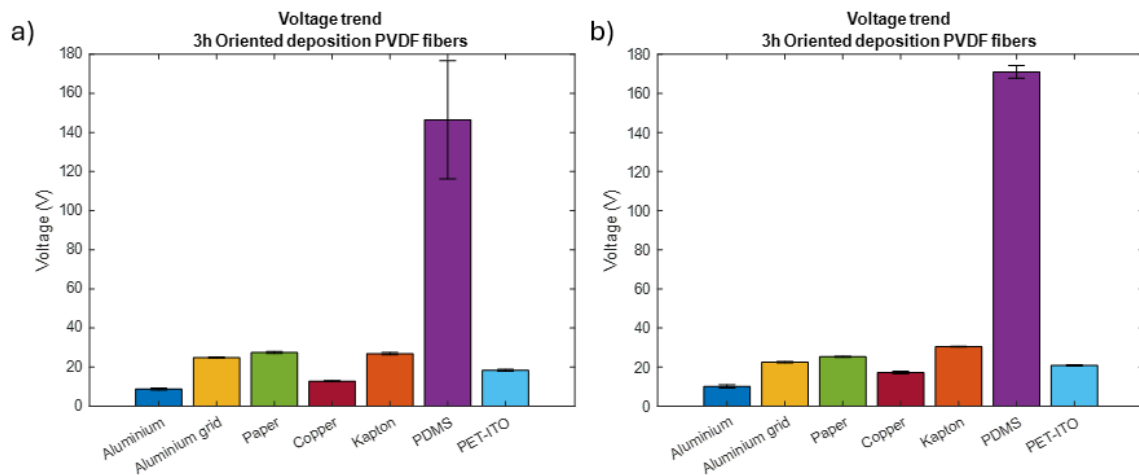 a)
Voltage trend
3h Oriented deposition PVDF fibers
Voltage (V)
180
160
140
120
100
80
60
40
20
0
Aluminium
Aluminium grid
Paper
Copper
Kapton
PDMS
PET-ITO
b)
Voltage trend
3h Oriented deposition PVDF fibers
Voltage (V)
180
160
140
120
100
80
60
40
20
0
Aluminium
Aluminium grid
Paper
Copper
Kapton
PDMS
PET-ITO